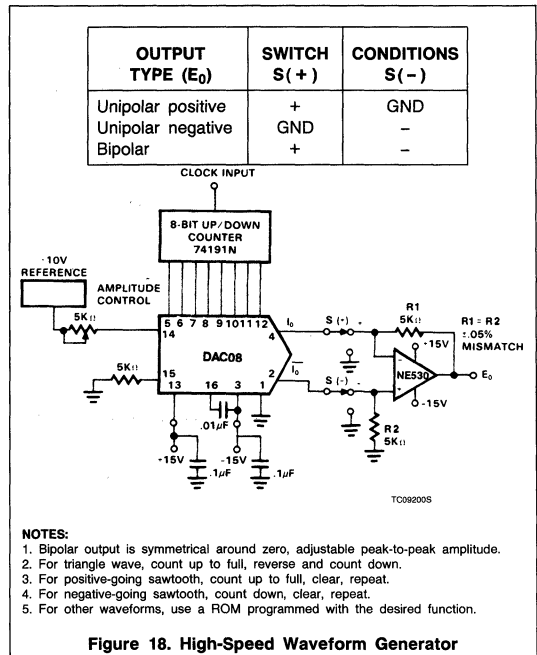 OUTPUT SWITCH CONDITIONS
TYPE (E₀) S(+) S(−)
Unipolar positive + GND
Unipolar negative GND −
Bipolar + −
CLOCK INPUT
8-BIT UP/DOWN
COUNTER
74191N
·10V
REFERENCE
AMPLITUDE
CONTROL
5KΩ
5 6 7 8 9 10 11 12
14
4
I₀
DAC08
5KΩ
15
13 16 3 1
2
I₀
.01µF
+15V
-15V
.1µF
.1µF
S (+) +
S (-) +
R1
5KΩ
R1 = R2
±.05%
MISMATCH
+15V
NE530
E₀
-15V
R2
5KΩ
TC09200S
NOTES:
1. Bipolar output is symmetrical around zero, adjustable peak-to-peak amplitude.
2. For triangle wave, count up to full, reverse and count down.
3. For positive-going sawtooth, count up to full, clear, repeat.
4. For negative-going sawtooth, count down, clear, repeat.
5. For other waveforms, use a ROM programmed with the desired function.
Figure 18. High-Speed Waveform Generator